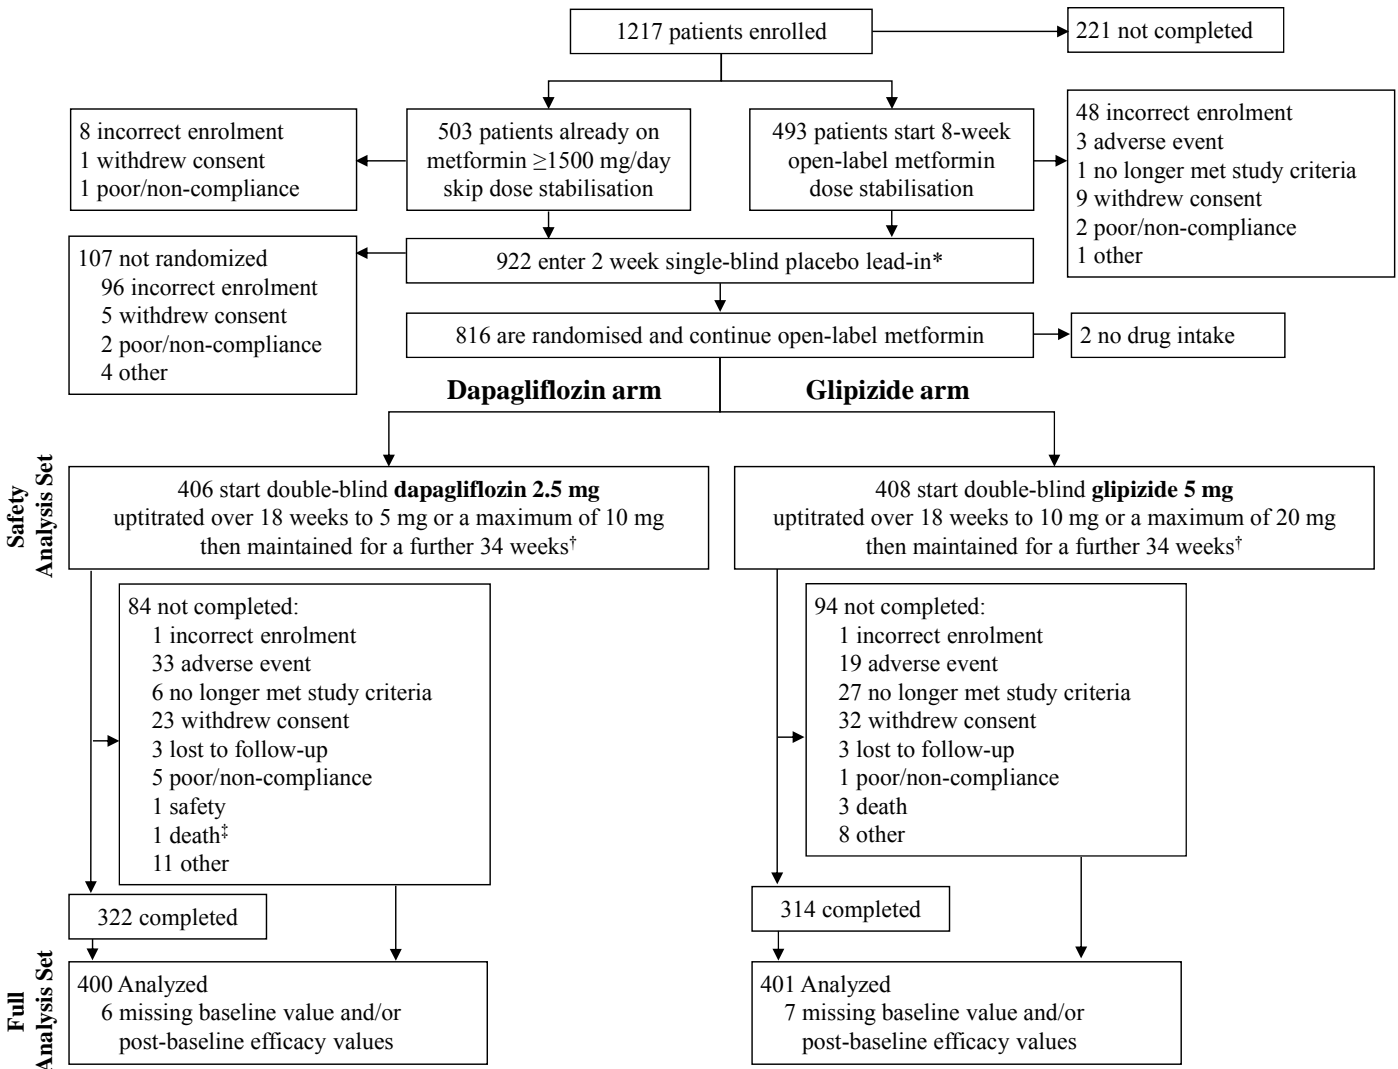 1217 patients enrolled
221 not completed
8 incorrect enrolment
1 withdrew consent
1 poor/non-compliance
503 patients already on
metformin ≥1500 mg/day
skip dose stabilisation
493 patients start 8-week
open-label metformin
dose stabilisation
48 incorrect enrolment
3 adverse event
1 no longer met study criteria
9 withdrew consent
2 poor/non-compliance
1 other
107 not randomized
96 incorrect enrolment
5 withdrew consent
2 poor/non-compliance
4 other
922 enter 2 week single-blind placebo lead-in*
816 are randomised and continue open-label metformin
2 no drug intake
Dapagliflozin arm
Glipizide arm
Safety
Analysis Set
406 start double-blind dapagliflozin 2.5 mg
uptitrated over 18 weeks to 5 mg or a maximum of 10 mg
then maintained for a further 34 weeks†
408 start double-blind glipizide 5 mg
uptitrated over 18 weeks to 10 mg or a maximum of 20 mg
then maintained for a further 34 weeks†
84 not completed:
1 incorrect enrolment
33 adverse event
6 no longer met study criteria
23 withdrew consent
3 lost to follow-up
5 poor/non-compliance
1 safety
1 death‡
11 other
94 not completed:
1 incorrect enrolment
19 adverse event
27 no longer met study criteria
32 withdrew consent
3 lost to follow-up
1 poor/non-compliance
3 death
8 other
322 completed
314 completed
Full
Analysis Set
400 Analyzed
6 missing baseline value and/or
post-baseline efficacy values
401 Analyzed
7 missing baseline value and/or
post-baseline efficacy values